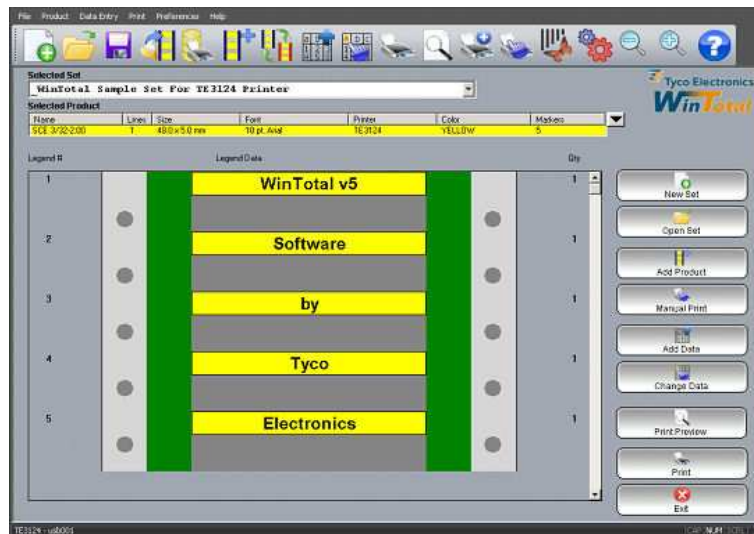 File Product Data Entry Print Preferences Help
Selected Set
_WinTotal Sample Set For TE3124 Printer
Tyco Electronics
WinTotal
Selected Product
Name Lines Size Font Printer Color Markers
SCE 3/32-2.00 1 48.0 x 5.0 mm 10 pt. Arial TE3124 YELLOW 5
Legend # Legend Data Qty
1 WinTotal v5 1
2 Software 1
3 by 1
4 Tyco 1
5 Electronics 1
New Set
Open Set
Add Product
Manual Print
Add Data
Change Data
Print Preview
Print
Exit
TE3124 - usb001 CAP NUM SCRL